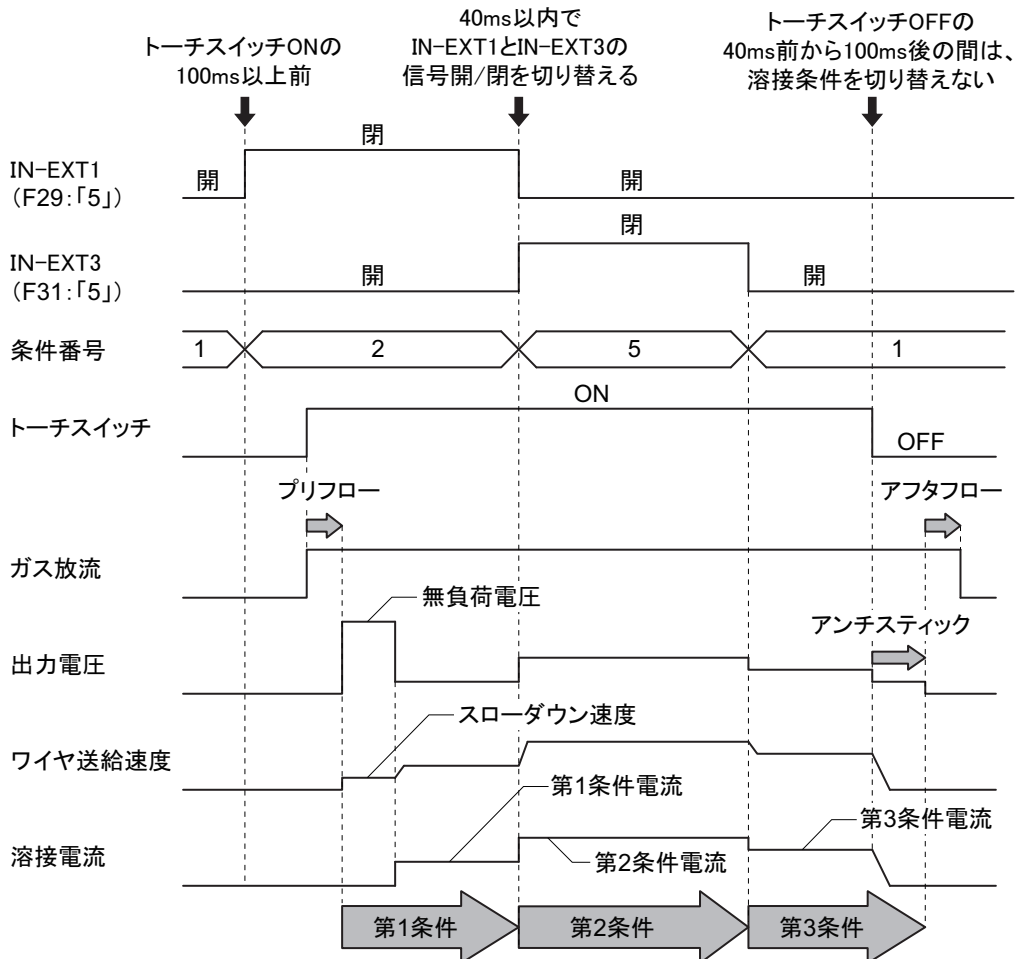 トーチスイッチONの
100ms以上前
40ms以内で
IN-EXT1とIN-EXT3の
信号開/閉を切り替える
トーチスイッチOFFの
40ms前から100ms後の間は、
溶接条件を切り替えない
IN-EXT1
(F29:「5」)
開
閉
開
IN-EXT3
(F31:「5」)
開
閉
開
条件番号
1
2
5
1
トーチスイッチ
ON
OFF
プリフロー
アフタフロー
ガス放流
無負荷電圧
アンチスティック
出力電圧
スローダウン速度
ワイヤ送給速度
第1条件電流
第3条件電流
溶接電流
第2条件電流
第1条件
第2条件
第3条件